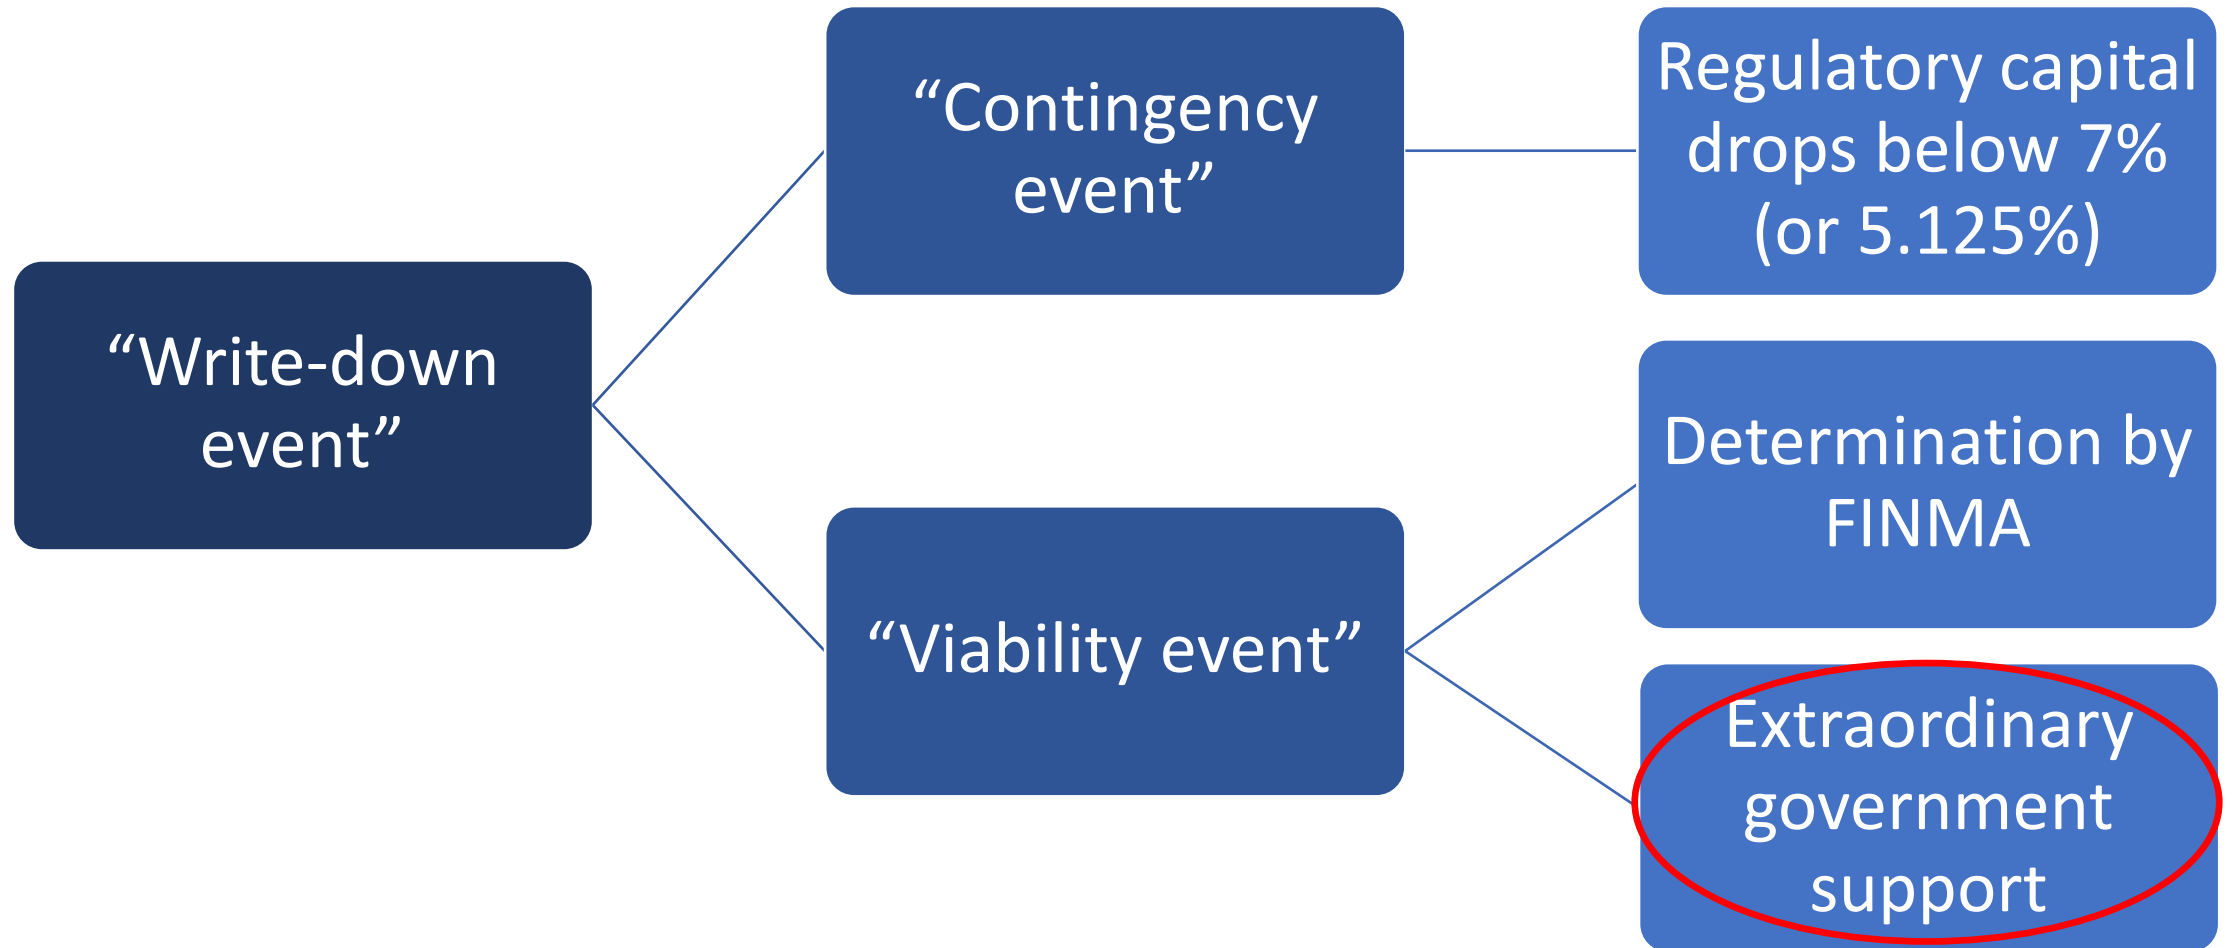 “Write-down
event”
“Contingency
event”
Regulatory capital
drops below 7%
(or 5.125%)
“Viability event”
Determination by
FINMA
Extraordinary
government
support